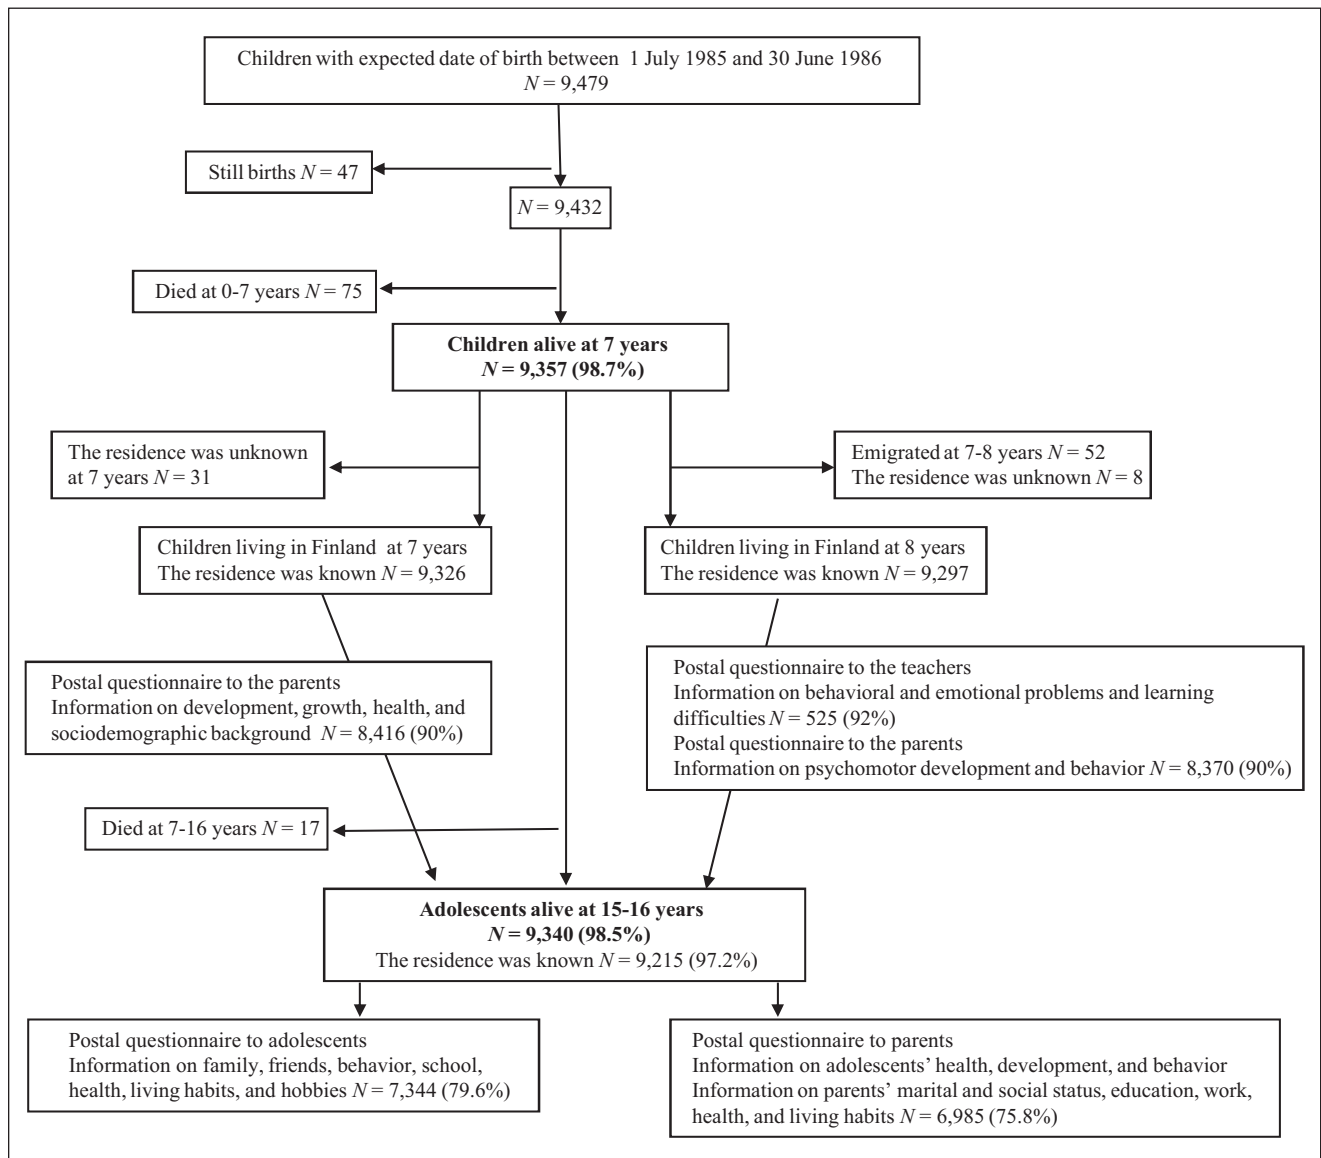 Children with expected date of birth between 1 July 1985 and 30 June 1986
N = 9,479
Still births N = 47
N = 9,432
Died at 0-7 years N = 75
Children alive at 7 years
N = 9,357 (98.7%)
The residence was unknown
at 7 years N = 31
Emigrated at 7-8 years N = 52
The residence was unknown N = 8
Children living in Finland at 7 years
The residence was known N = 9,326
Children living in Finland at 8 years
The residence was known N = 9,297
Postal questionnaire to the parents
Information on development, growth, health, and
sociodemographic background N = 8,416 (90%)
Postal questionnaire to the teachers
Information on behavioral and emotional problems and learning
difficulties N = 525 (92%)
Postal questionnaire to the parents
Information on psychomotor development and behavior N = 8,370 (90%)
Died at 7-16 years N = 17
Adolescents alive at 15-16 years
N = 9,340 (98.5%)
The residence was known N = 9,215 (97.2%)
Postal questionnaire to adolescents
Information on family, friends, behavior, school,
health, living habits, and hobbies N = 7,344 (79.6%)
Postal questionnaire to parents
Information on adolescents' health, development, and behavior
Information on parents' marital and social status, education, work,
health, and living habits N = 6,985 (75.8%)